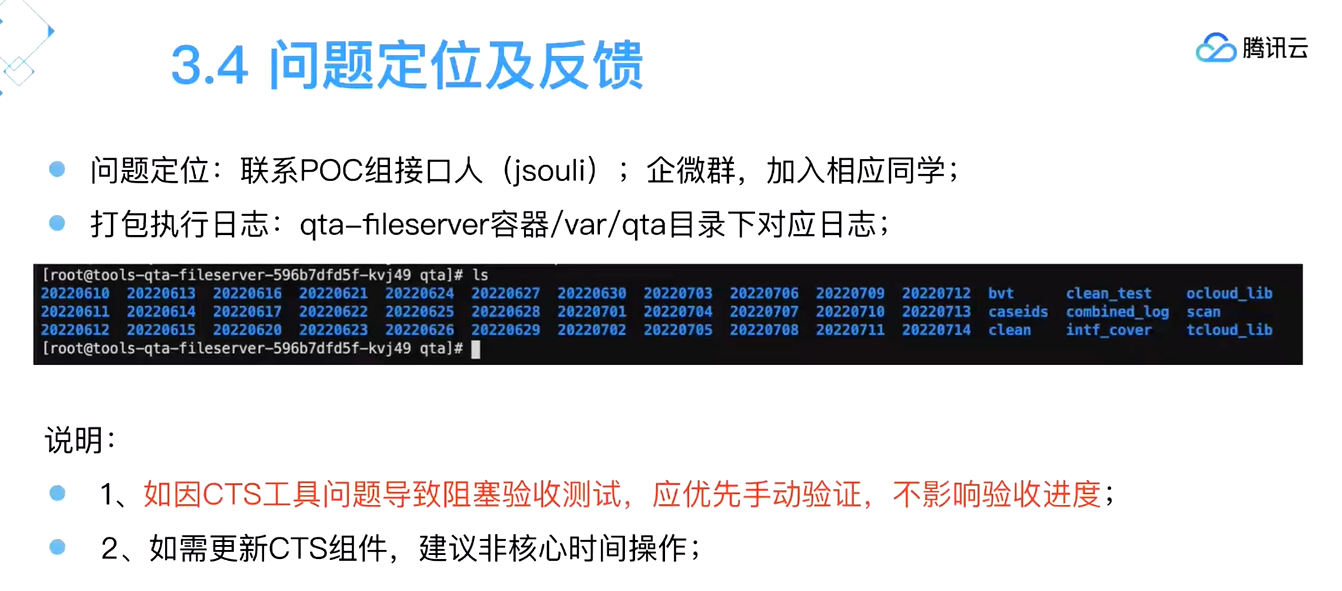 3.4 问题定位及反馈
腾讯云
问题定位：联系POC组接口人（jsouli）；企微群，加入相应同学；
打包执行日志：qta-fileserver容器/var/qta目录下对应日志；
[root@tools-qta-fileserver-596b7dfd5f-kvj49 qta]# ls
20220610 20220613 20220616 20220621 20220624 20220627 20220630 20220703 20220706 20220709 20220712 bvt clean_test ocloud_lib
20220611 20220614 20220617 20220622 20220625 20220628 20220701 20220704 20220707 20220710 20220713 caseids combined_log scan
20220612 20220615 20220620 20220623 20220626 20220629 20220702 20220705 20220708 20220711 20220714 clean intf_cover tcloud_lib
[root@tools-qta-fileserver-596b7dfd5f-kvj49 qta]#
说明：
1、如因CTS工具问题导致阻塞验收测试，应优先手动验证，不影响验收进度；
2、如需更新CTS组件，建议非核心时间操作；